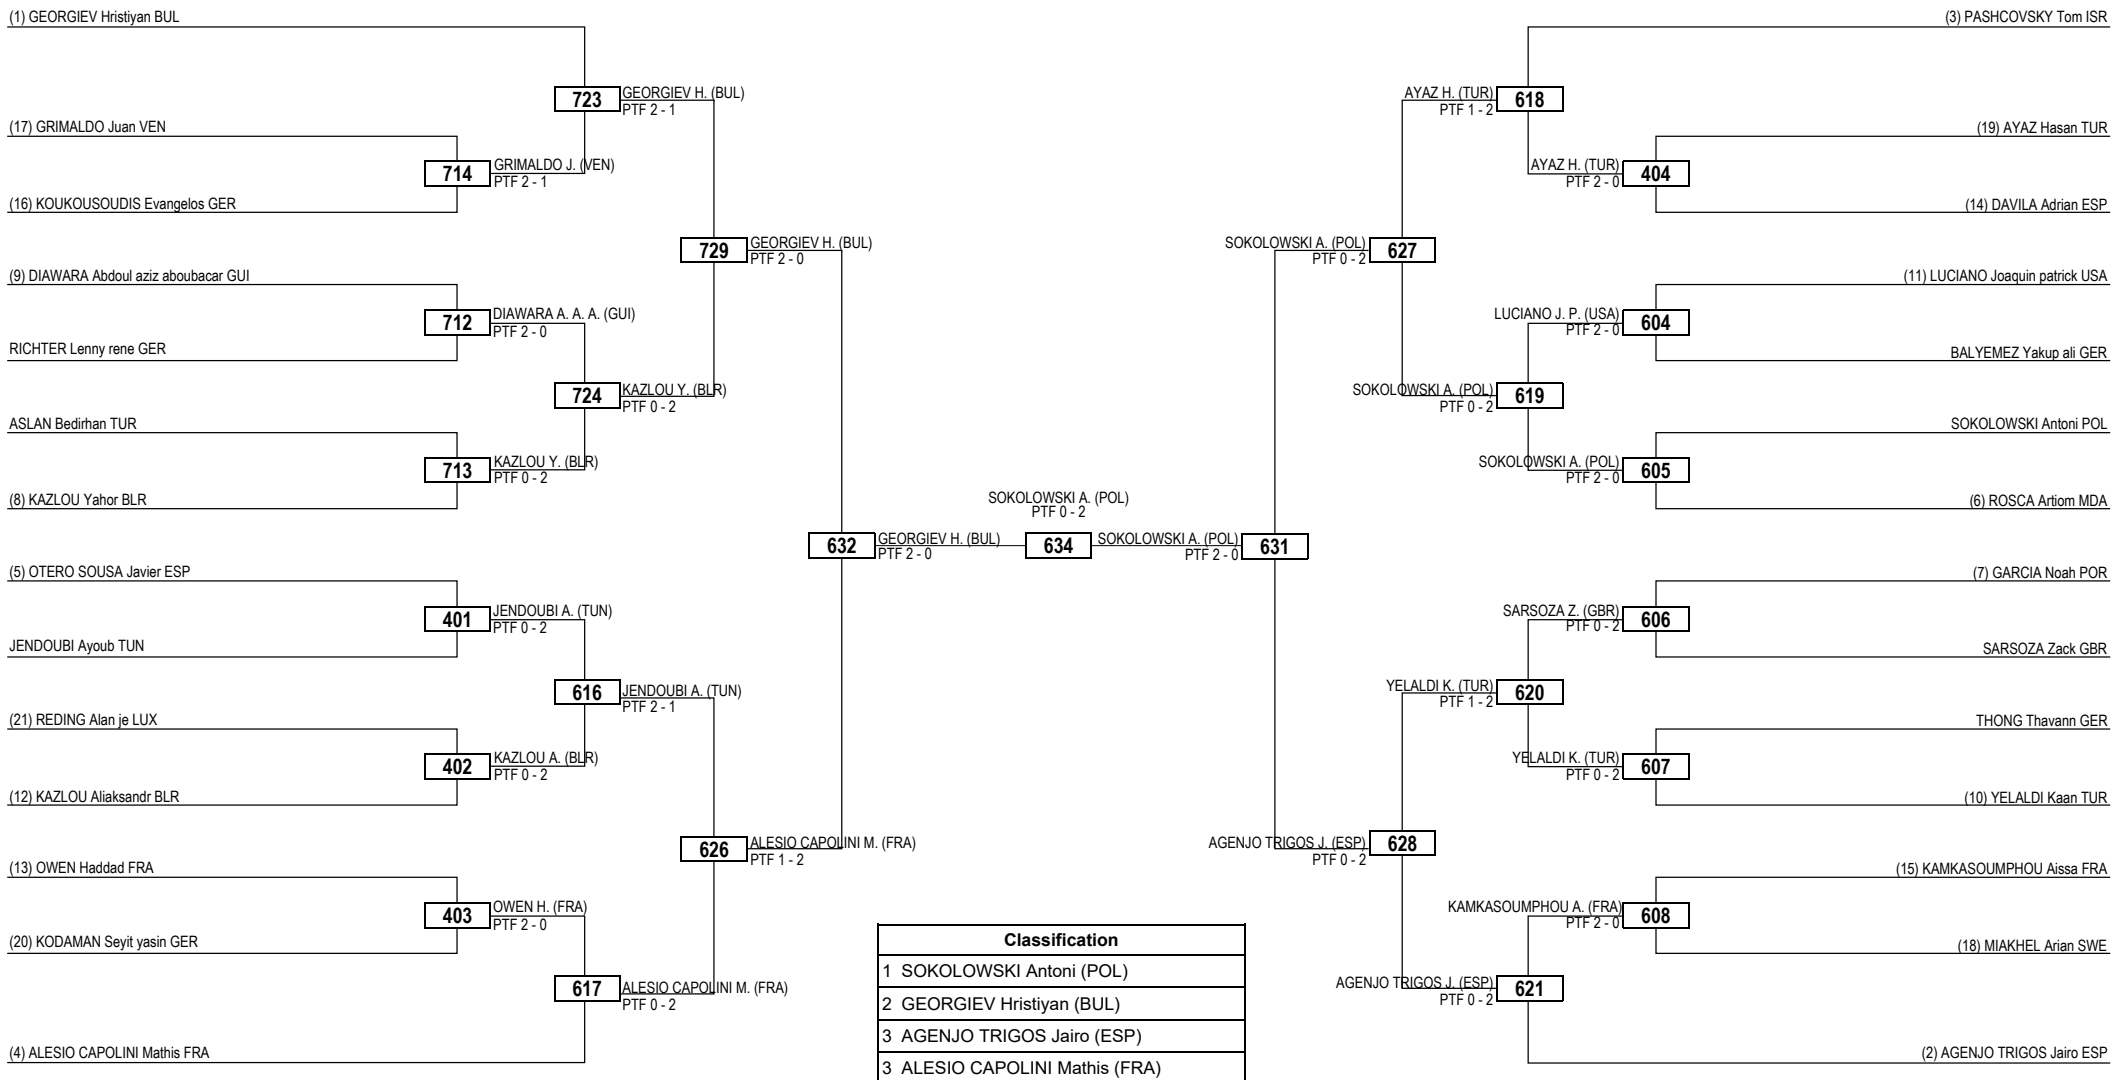 (1) GEORGIEV Hristiyan BUL
723
GEORGIEV H. (BUL)
PTF 2 - 1
(17) GRIMALDO Juan VEN
714
GRIMALDO J. (VEN)
PTF 2 - 1
(16) KOUKOUSOUDIS Evangelos GER
729
GEORGIEV H. (BUL)
PTF 2 - 0
(9) DIAWARA Abdoul aziz aboubacar GUI
712
DIAWARA A. A. A. (GUI)
PTF 2 - 0
RICHTER Lenny rene GER
724
KAZLOU Y. (BLR)
PTF 0 - 2
ASLAN Bedirhan TUR
713
KAZLOU Y. (BLR)
PTF 0 - 2
(8) KAZLOU Yahor BLR
632
GEORGIEV H. (BUL)
PTF 2 - 0
(5) OTERO SOUSA Javier ESP
401
JENDOUBI A. (TUN)
PTF 0 - 2
JENDOUBI Ayoub TUN
616
JENDOUBI A. (TUN)
PTF 2 - 1
(21) REDING Alan je LUX
402
KAZLOU A. (BLR)
PTF 0 - 2
(12) KAZLOU Aliaksandr BLR
626
ALESIO CAPOLINI M. (FRA)
PTF 1 - 2
(13) OWEN Haddad FRA
403
OWEN H. (FRA)
PTF 2 - 0
(20) KODAMAN Seyit yasin GER
617
ALESIO CAPOLINI M. (FRA)
PTF 0 - 2
(4) ALESIO CAPOLINI Mathis FRA
SOKOLOWSKI A. (POL)
PTF 0 - 2
634
(3) PASHCOVSKY Tom ISR
AYAZ H. (TUR)
PTF 1 - 2
618
(19) AYAZ Hasan TUR
AYAZ H. (TUR)
PTF 2 - 0
404
(14) DAVILA Adrian ESP
SOKOLOWSKI A. (POL)
PTF 0 - 2
627
(11) LUCIANO Joaquin patrick USA
LUCIANO J. P. (USA)
PTF 2 - 0
604
BALYEMEZ Yakup ali GER
SOKOLOWSKI A. (POL)
PTF 0 - 2
619
SOKOLOWSKI Antoni POL
SOKOLOWSKI A. (POL)
PTF 2 - 0
605
(6) ROSCA Artiom MDA
SOKOLOWSKI A. (POL)
PTF 2 - 0
631
(7) GARCIA Noah POR
SARSOZA Z. (GBR)
PTF 0 - 2
606
SARSOZA Zack GBR
YELALDI K. (TUR)
PTF 1 - 2
620
THONG Thavann GER
YELALDI K. (TUR)
PTF 0 - 2
607
(10) YELALDI Kaan TUR
AGENJO TRIGOS J. (ESP)
PTF 0 - 2
628
(15) KAMKASOUMPHOU Aissa FRA
KAMKASOUMPHOU A. (FRA)
PTF 2 - 0
608
(18) MIAKHEL Arian SWE
AGENJO TRIGOS J. (ESP)
PTF 0 - 2
621
(2) AGENJO TRIGOS Jairo ESP
Classification
1 SOKOLOWSKI Antoni (POL)
2 GEORGIEV Hristiyan (BUL)
3 AGENJO TRIGOS Jairo (ESP)
3 ALESIO CAPOLINI Mathis (FRA)